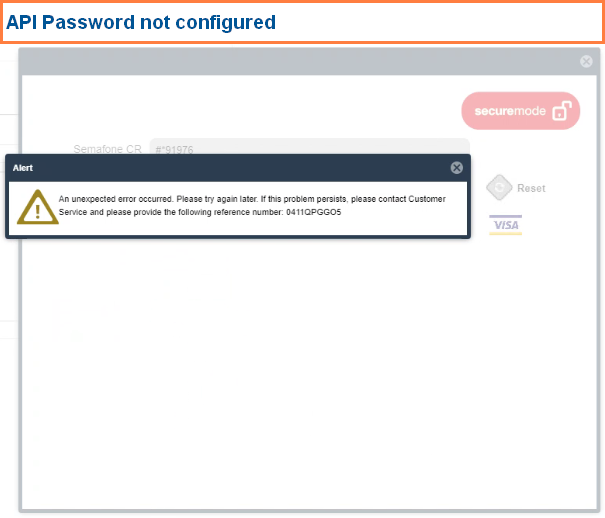 API Password not configured
securemode
Semafone CR #*91976
Alert
An unexpected error occurred. Please try again later. If this problem persists, please contact Customer
Service and please provide the following reference number: 0411QPGGO5
Reset
VISA